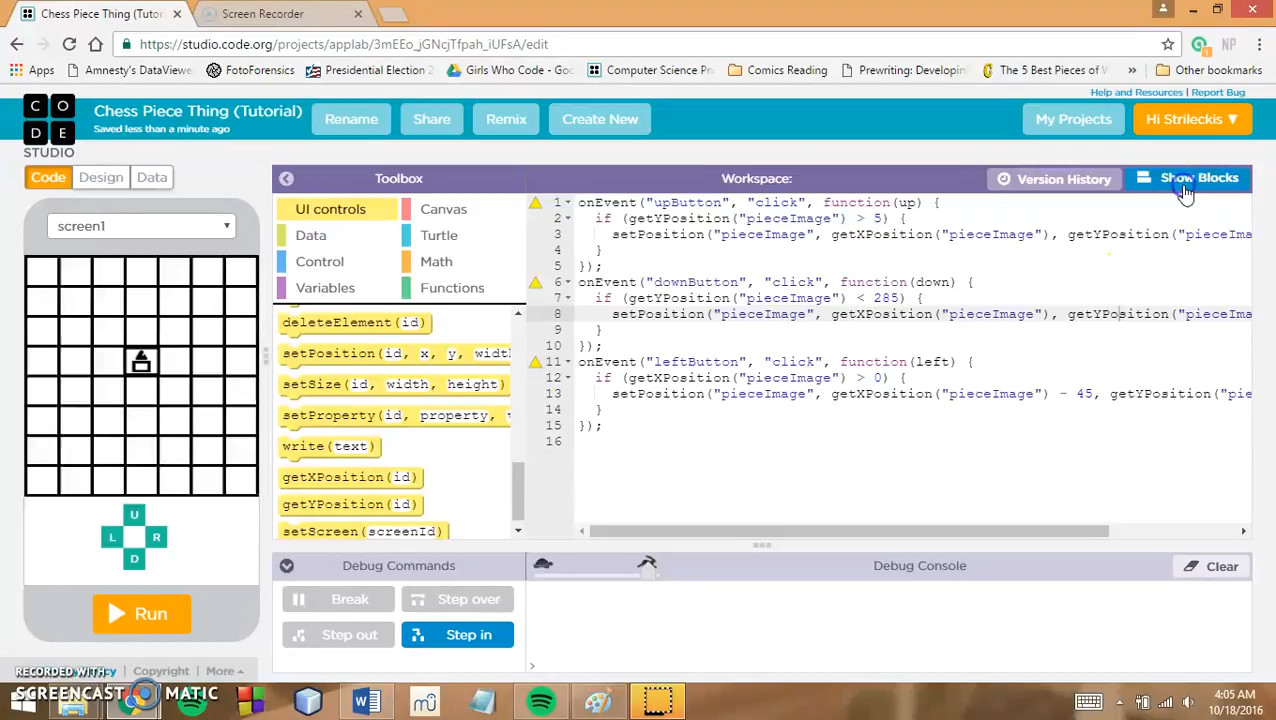 Chess Piece Thing (Tutor
Screen Recorder
https://studio.code.org/projects/applab/3mEEo_jGNcjTfpah_iUFsA/edit
Apps
Amnesty's DataView
FotoForensics
Presidential Election
Girls Who Code - Goo
Computer Science Pr
Comics Reading
Prewriting: Developin
The 5 Best Pieces of
Other bookmarks
Help and Resources | Report Bug
CO
DE
STUDIO
Chess Piece Thing (Tutorial)
Saved less than a minute ago
Rename
Share
Remix
Create New
My Projects
Hi Strileckis ▼
Code
Design
Data
Toolbox
Workspace:
Version History
Show Blocks
screen1
UI controls
Canvas
Data
Turtle
Control
Math
Variables
Functions
deleteElement(id)
setPosition(id, x, y, width
setSize(id, width, height)
setProperty(id, property,
write(text)
getXPosition(id)
getYPosition(id)
setScreen(screenId)
1 onEvent("upButton", "click", function(up) {
2 if (getYPosition("pieceImage") > 5) {
3 setPosition("pieceImage", getXPosition("pieceImage"), getYPosition("pieceIma
4 }
5 });
6 onEvent("downButton", "click", function(down) {
7 if (getYPosition("pieceImage") < 285) {
8 setPosition("pieceImage", getXPosition("pieceImage"), getYPosition("pieceIma
9 }
10 });
11 onEvent("leftButton", "click", function(left) {
12 if (getXPosition("pieceImage") > 0) {
13 setPosition("pieceImage", getXPosition("pieceImage") - 45, getYPosition("pie
14 }
15 });
16
U
L
R
D
Run
Debug Commands
Debug Console
Clear
Break
Step over
Step out
Step in
>
Copyright
More
RECORDED WITH
SCREENCAST MATIC
4:05 AM
10/18/2016